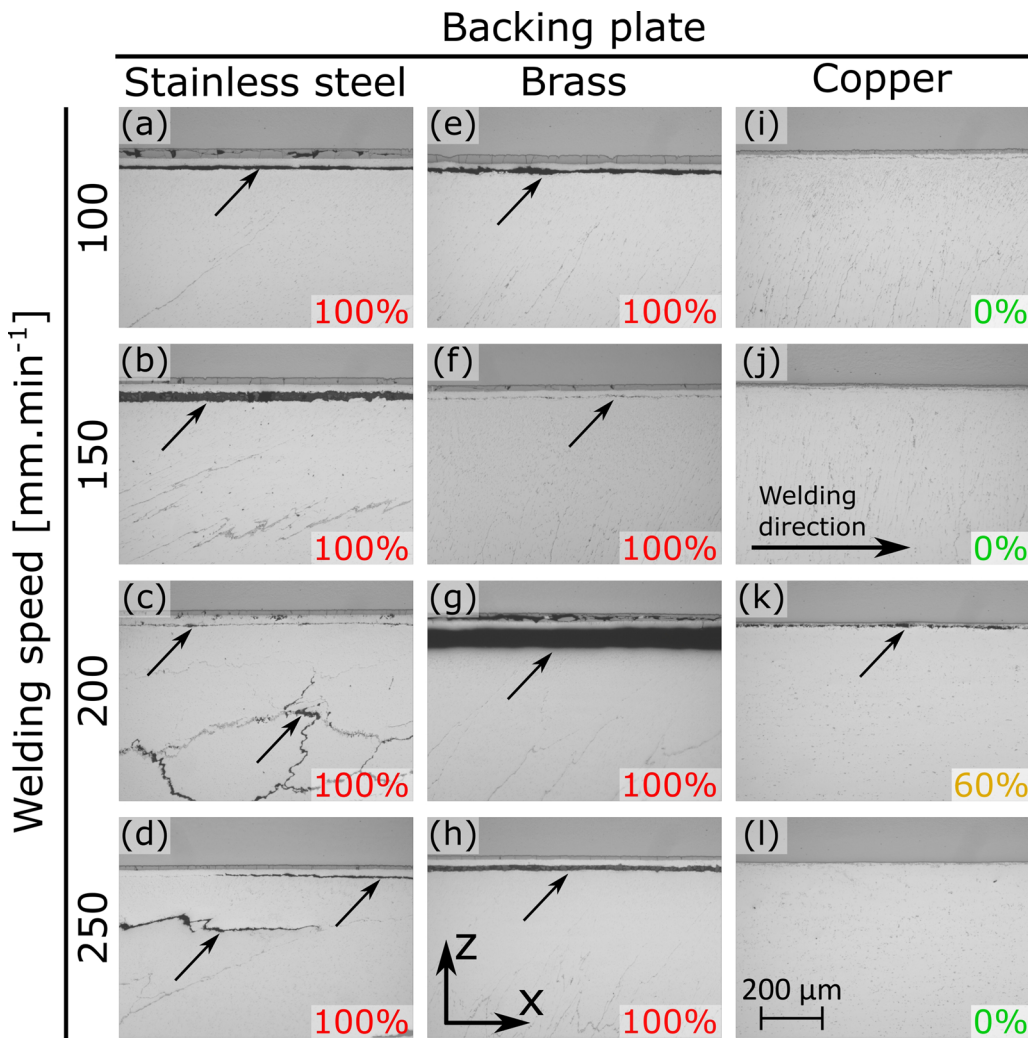 Backing plate
Stainless steel Brass Copper
Welding speed [mm.min⁻¹]
100
(a) (e) (i)
100% 100% 0%
150
(b) (f) (j)
Welding
direction
100% 100% 0%
200
(c) (g) (k)
100% 100% 60%
250
(d) (h) (l)
z
x
200 µm
100% 100% 0%